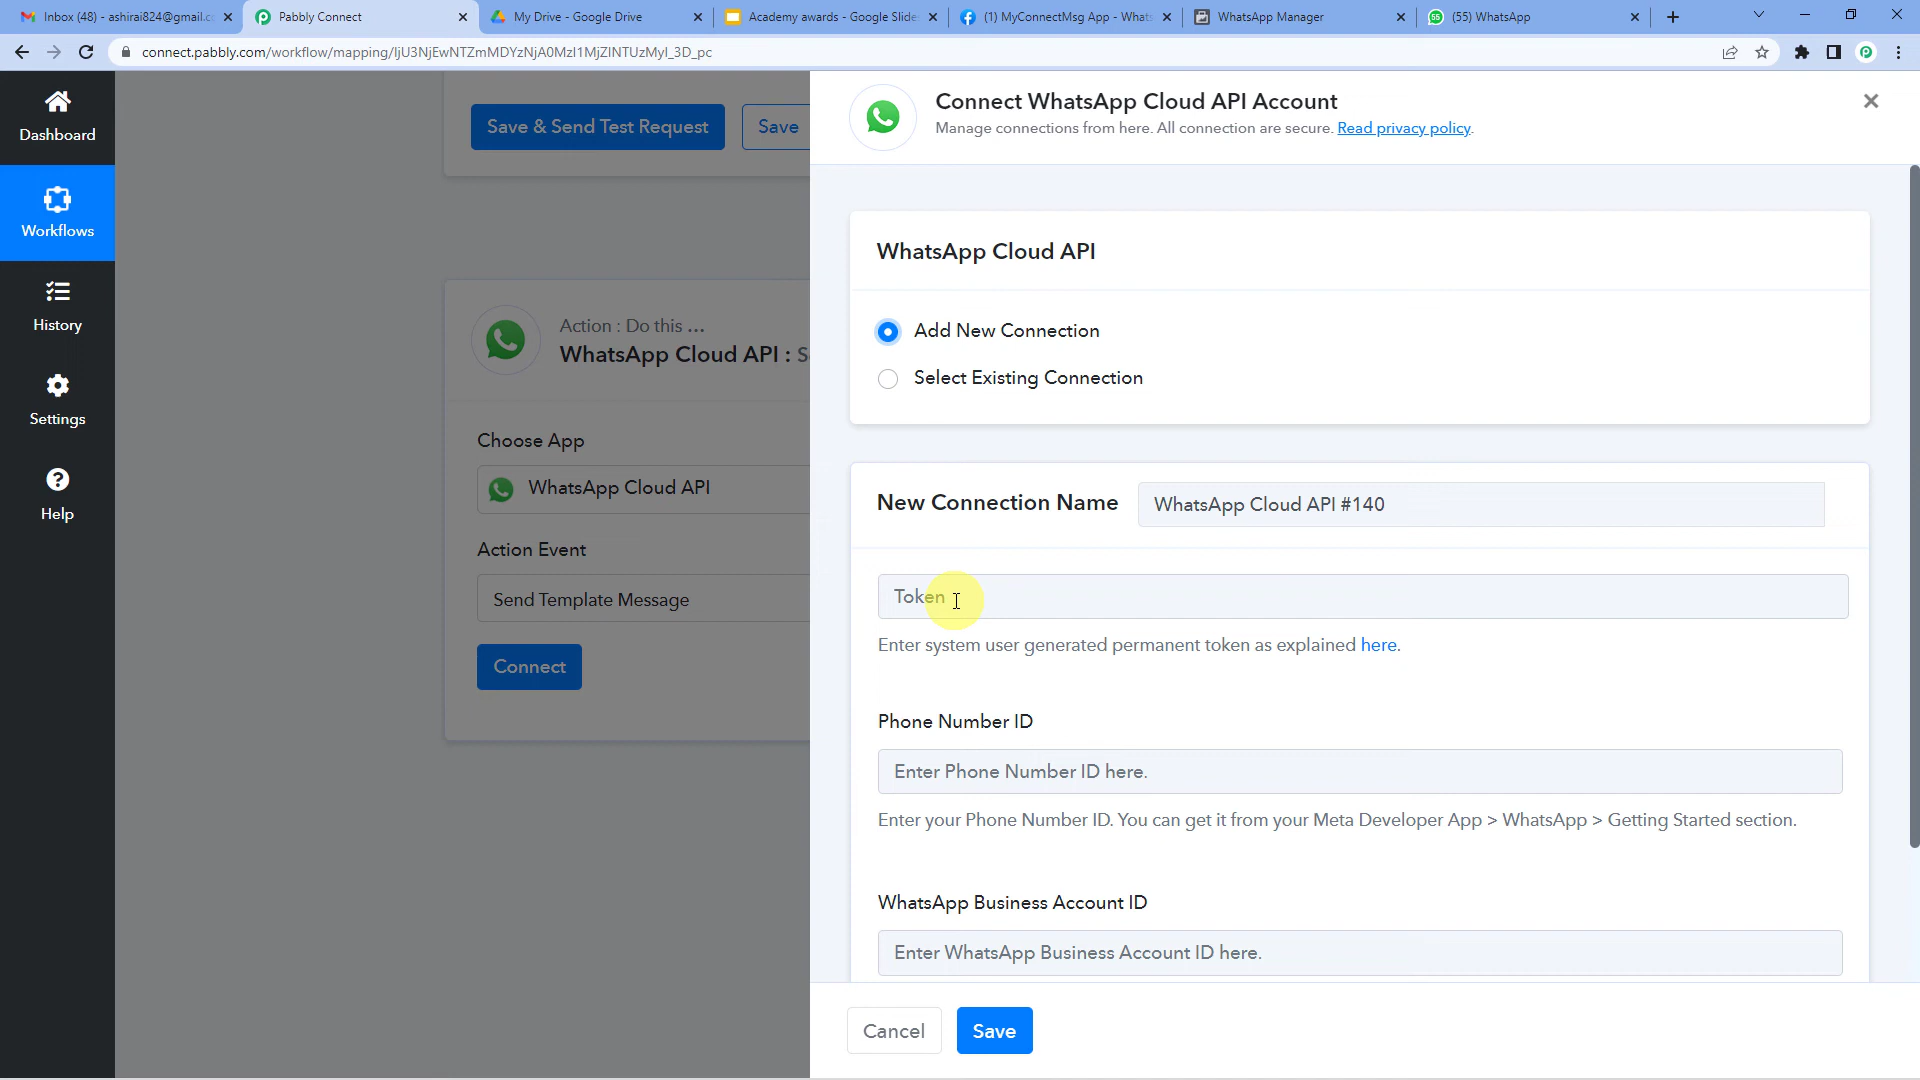 Inbox (48) - ashirai824@gmail.c
Pabbly Connect
My Drive - Google Drive
Academy awards - Google Slide
(1) MyConnectMsg App - Whats
WhatsApp Manager
(55) WhatsApp
connect.pabbly.com/workflow/mapping/
Dashboard
Workflows
History
Settings
Help
Save & Send Test Request
Save
Action : Do this ...
WhatsApp Cloud API : S
Choose App
WhatsApp Cloud API
Action Event
Send Template Message
Connect
Connect WhatsApp Cloud API Account
Manage connections from here. All connection are secure. Read privacy policy.
WhatsApp Cloud API
Add New Connection
Select Existing Connection
New Connection Name
WhatsApp Cloud API #140
Token
Enter system user generated permanent token as explained here.
Phone Number ID
Enter Phone Number ID here.
Enter your Phone Number ID. You can get it from your Meta Developer App > WhatsApp > Getting Started section.
WhatsApp Business Account ID
Enter WhatsApp Business Account ID here.
Cancel
Save